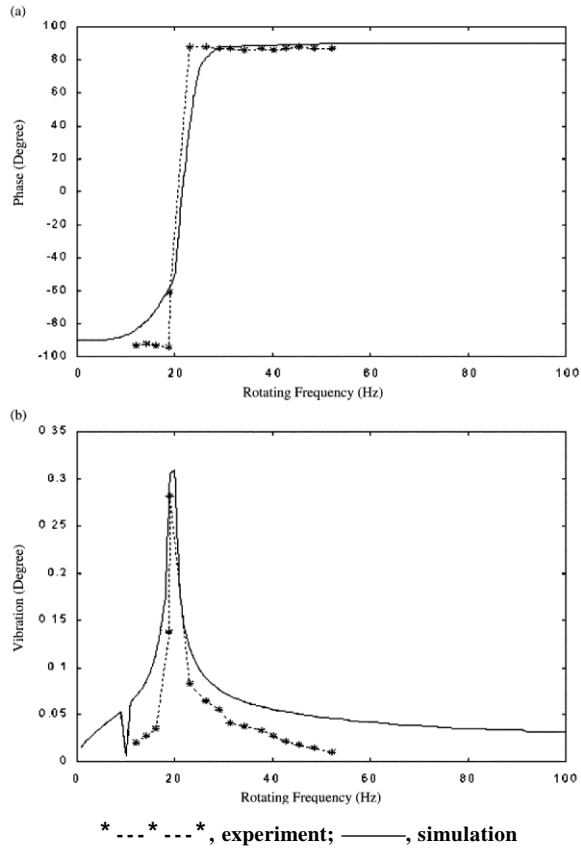 (a)
100
80
60
40
20
0
-20
-40
-60
-80
-100
Phase (Degree)
0 20 40 60 80 100
Rotating Frequency (Hz)
(b)
0 35
0.3
0.25
0.2
0 15
0.1
0.05
0
Vibration (Degree)
0 20 40 60 80 100
Rotating Frequency (Hz)
*---*---*, experiment; ———, simulation